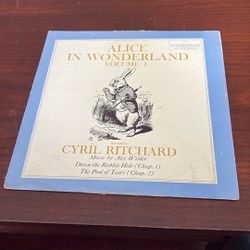 ALICE
IN WONDERLAND
VOLUME 1
CYRIL RITCHARD
Music by Alec Wilder
Down the Rabbit-Hole (Chap. 1)
The Pool of Tears (Chap. 2)